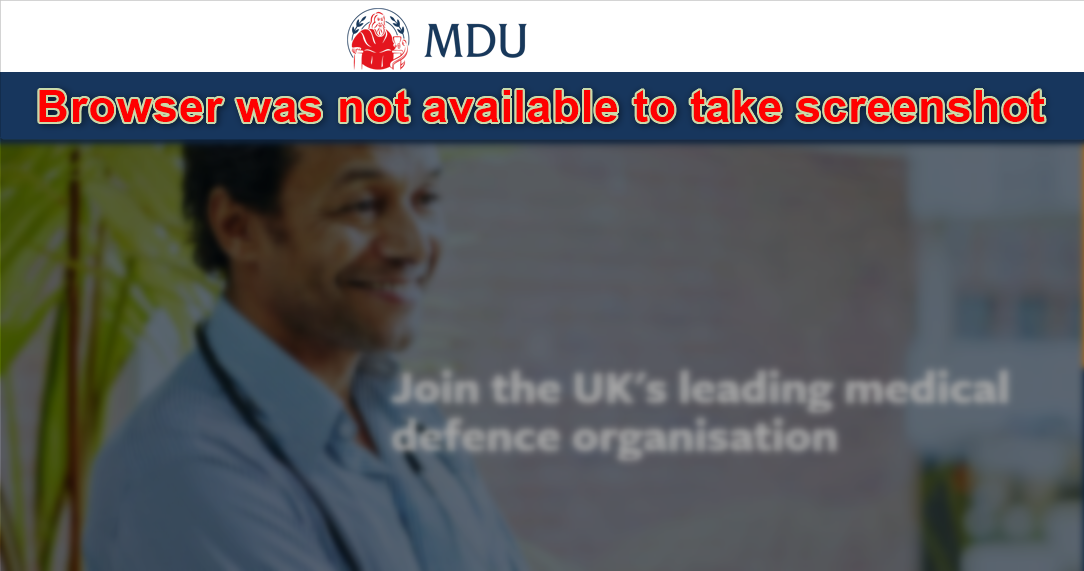 MDU
Browser was not available to take screenshot
Join the UK's leading medical
defence organisation